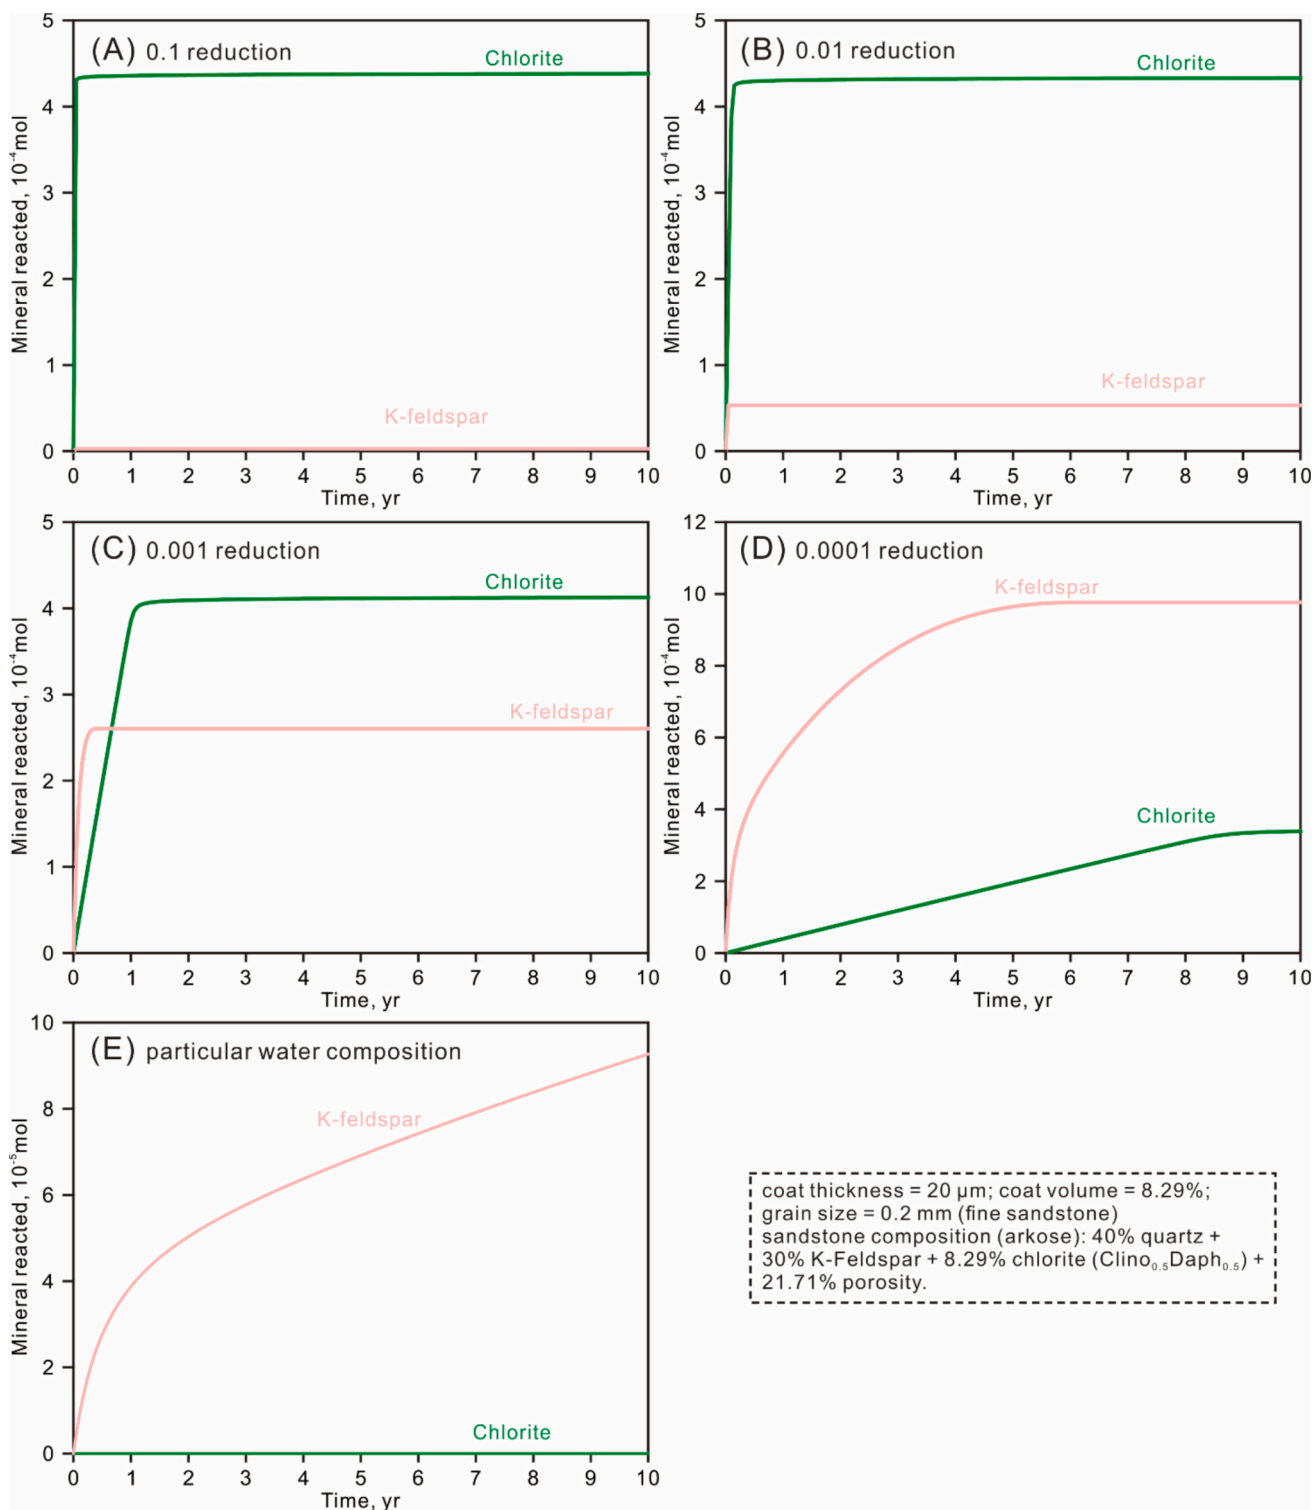 (A) 0.1 reduction
Chlorite
K-feldspar
Mineral reacted, 10⁻⁴mol
5
4
3
2
1
0
0 1 2 3 4 5 6 7 8 9 10
Time, yr
(B) 0.01 reduction
Chlorite
K-feldspar
Mineral reacted, 10⁻⁴mol
5
4
3
2
1
0
0 1 2 3 4 5 6 7 8 9 10
Time, yr
(C) 0.001 reduction
Chlorite
K-feldspar
Mineral reacted, 10⁻⁴mol
5
4
3
2
1
0
0 1 2 3 4 5 6 7 8 9 10
Time, yr
(D) 0.0001 reduction
K-feldspar
Chlorite
Mineral reacted, 10⁻⁴mol
12
10
8
6
4
2
0
0 1 2 3 4 5 6 7 8 9 10
Time, yr
(E) particular water composition
K-feldspar
Chlorite
Mineral reacted, 10⁻⁵mol
10
8
6
4
2
0
0 1 2 3 4 5 6 7 8 9 10
Time, yr
coat thickness = 20 µm; coat volume = 8.29%;
grain size = 0.2 mm (fine sandstone)
sandstone composition (arkose): 40% quartz +
30% K-Feldspar + 8.29% chlorite (Clino₀.₅Daph₀.₅) +
21.71% porosity.